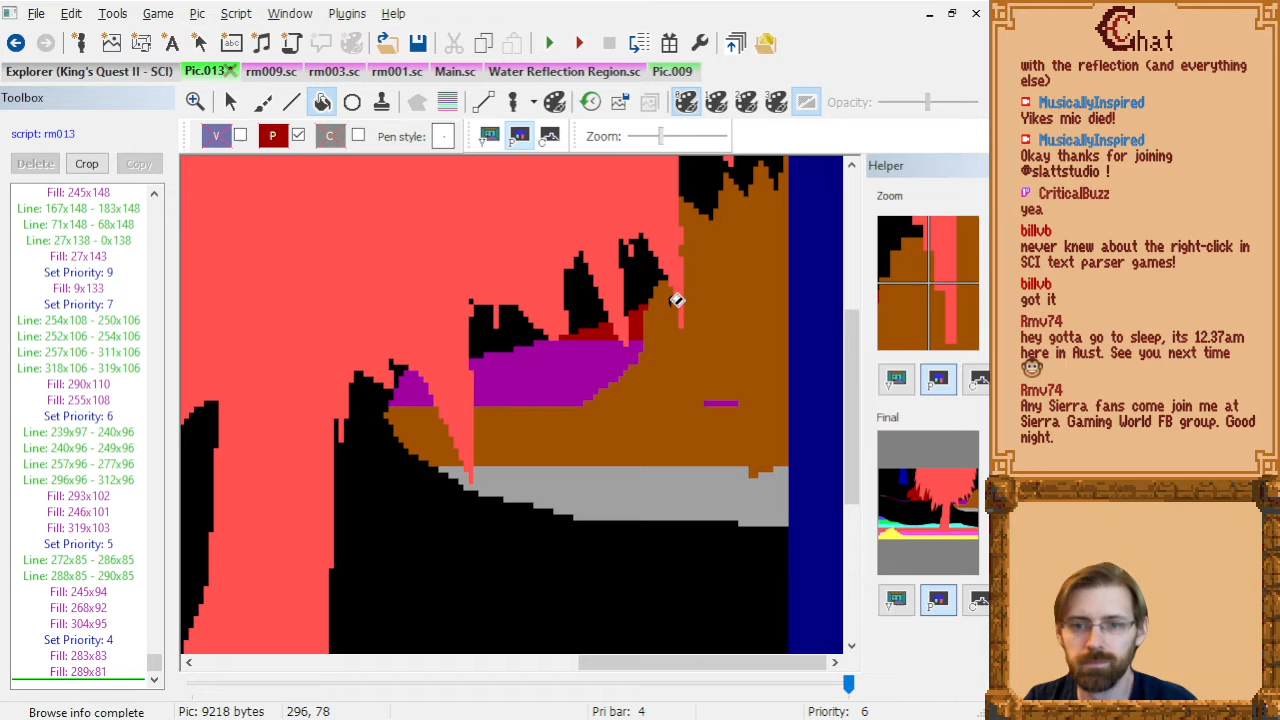 File Edit Tools Game Pic Script Window Plugins Help
Explorer (King's Quest II - SCI) Pic.013 rm009.sc rm003.sc rm001.sc Main.sc Water Reflection Region.sc Pic.009
Toolbox
Opacity:
script: rm013
V P C Pen style: Zoom:
Delete Crop Copy
Helper
Zoom
Final
Fill: 245x148
Line: 167x148 - 183x148
Line: 71x148 - 68x148
Line: 27x138 - 0x138
Fill: 27x143
Set Priority: 9
Fill: 9x133
Set Priority: 7
Line: 254x108 - 250x106
Line: 252x106 - 254x106
Line: 257x106 - 311x106
Line: 318x106 - 319x106
Fill: 290x110
Fill: 255x108
Set Priority: 6
Line: 239x97 - 240x96
Line: 240x96 - 249x96
Line: 257x96 - 277x96
Line: 296x96 - 312x96
Fill: 293x102
Fill: 246x101
Fill: 319x103
Set Priority: 5
Line: 272x85 - 286x85
Line: 288x85 - 290x85
Fill: 245x94
Fill: 268x92
Fill: 304x95
Set Priority: 4
Fill: 283x83
Fill: 289x81
Browse info complete Pic: 9218 bytes Pri bar: 4 Priority: 6
Chat
with the reflection (and everything
else)
MusicallyInspired
Yikes mic died!
MusicallyInspired
Okay thanks for joining
@slattstudio !
CriticalBuzz
yea
billvb
never knew about the right-click in
SCI text parser games!
billvb
got it
Rmv74
hey gotta go to sleep, its 12.37am
here in Aust. See you next time
Rmv74
Any Sierra fans come join me at
Sierra Gaming World FB group. Good
night.